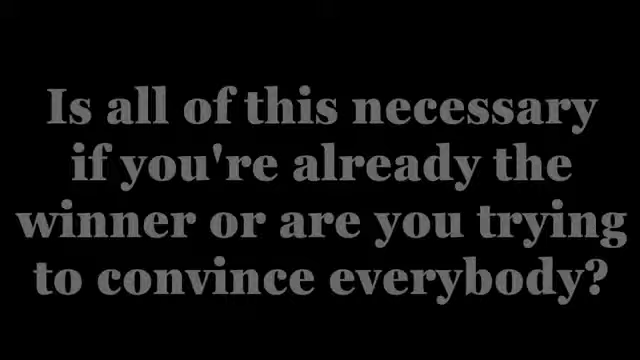 Is all of this necessary
if you're already the
winner or are you trying
to convince everybody?